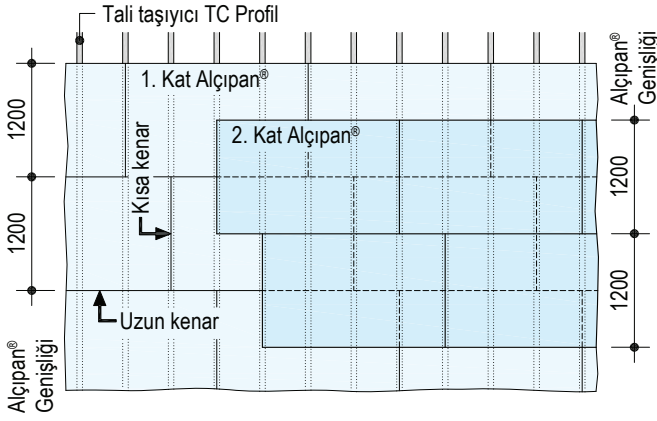 Tali taşıyıcı TC Profil
1. Kat Alçıpan®
2. Kat Alçıpan®
Kısa kenar
Uzun kenar
1200
1200
Alçıpan®
Genişliği
Alçıpan®
Genişliği
1200
1200